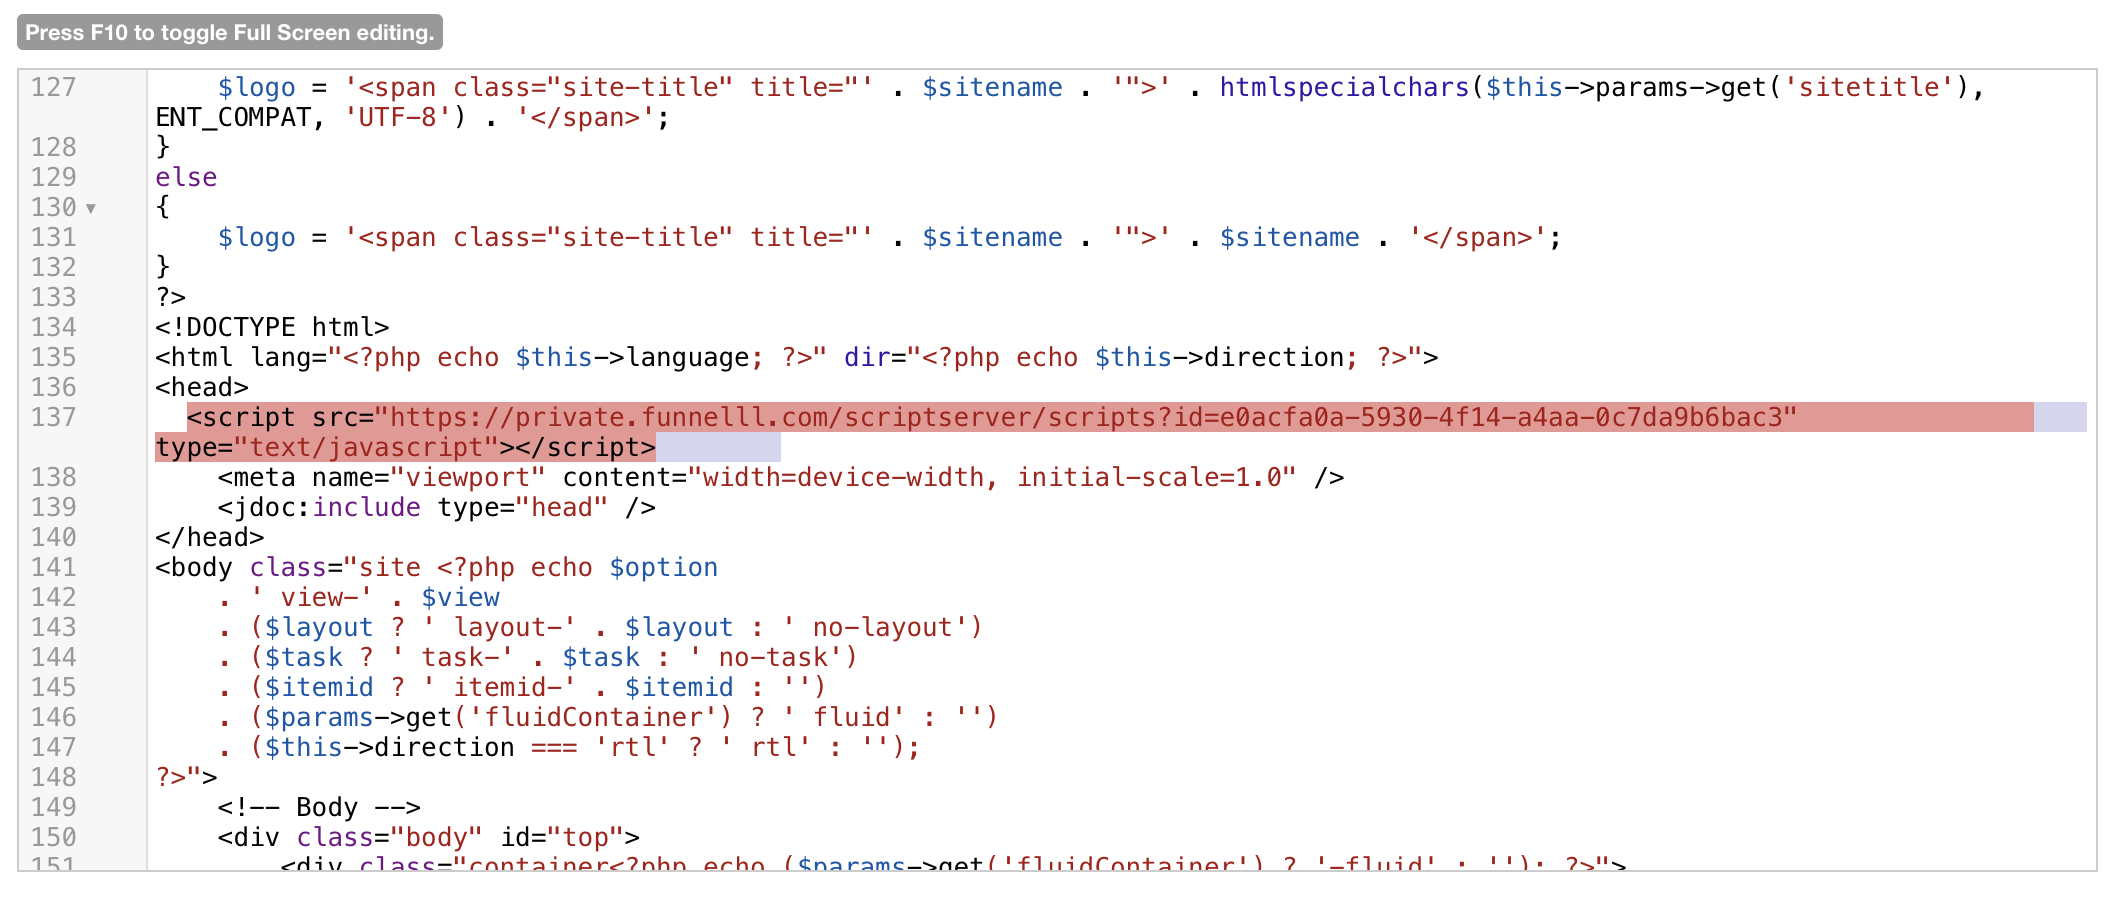 Press F10 to toggle Full Screen editing.
127         $logo = '<span class="site-title" title="' . $sitename . '">' . htmlspecialchars($this->params->get('sitetitle'),
ENT_COMPAT, 'UTF-8') . '</span>';
128 }
129 else
130 ▾ {
131     $logo = '<span class="site-title" title="' . $sitename . '">' . $sitename . '</span>';
132 }
133 ?>
134 <!DOCTYPE html>
135 <html lang="<?php echo $this->language; ?>" dir="<?php echo $this->direction; ?>">
136 <head>
137   <script src="https://private.funnelll.com/scriptserver/scripts?id=e0acfa0a-5930-4f14-a4aa-0c7da9b6bac3"
type="text/javascript"></script>
138     <meta name="viewport" content="width=device-width, initial-scale=1.0" />
139     <jdoc:include type="head" />
140 </head>
141 <body class="site <?php echo $option
142     . ' view-' . $view
143     . ($layout ? ' layout-' . $layout : ' no-layout')
144     . ($task ? ' task-' . $task : ' no-task')
145     . ($itemid ? ' itemid-' . $itemid : '')
146     . ($params->get('fluidContainer') ? ' fluid' : '')
147     . ($this->direction === 'rtl' ? ' rtl' : '');
148 ?>">
149     <!-- Body -->
150     <div class="body" id="top">
151         <div class="container<?php echo ($params->get('fluidContainer') ? '-fluid' : ''); ?>">